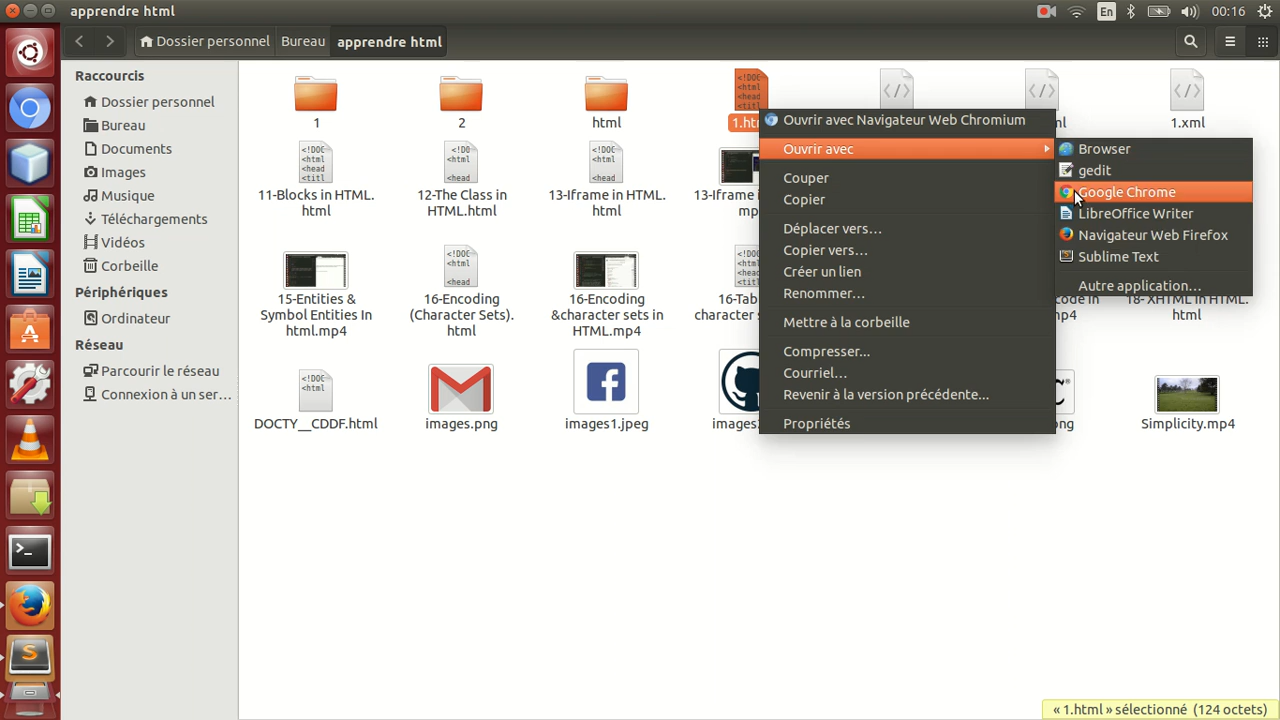 apprendre html
En
00:16
Dossier personnel
Bureau
apprendre html
Raccourcis
Dossier personnel
Bureau
Documents
Images
Musique
Téléchargements
Vidéos
Corbeille
Périphériques
Ordinateur
Réseau
Parcourir le réseau
Connexion à un ser…
1
2
html
1.xml
11-Blocks in HTML.
html
12-The Class in
HTML.html
13-Iframe in HTML.
html
15-Entities &
Symbol Entities In
html.mp4
16-Encoding
(Character Sets).
html
16-Encoding
&character sets in
HTML.mp4
18-XHTML in HTML.
html
DOCTY__CDDF.html
images.png
images1.jpeg
Simplicity.mp4
Ouvrir avec Navigateur Web Chromium
Ouvrir avec
Couper
Copier
Déplacer vers…
Copier vers…
Créer un lien
Renommer…
Mettre à la corbeille
Compresser...
Courriel…
Revenir à la version précédente…
Propriétés
Browser
gedit
Google Chrome
LibreOffice Writer
Navigateur Web Firefox
Sublime Text
Autre application…
« 1.html » sélectionné (124 octets)